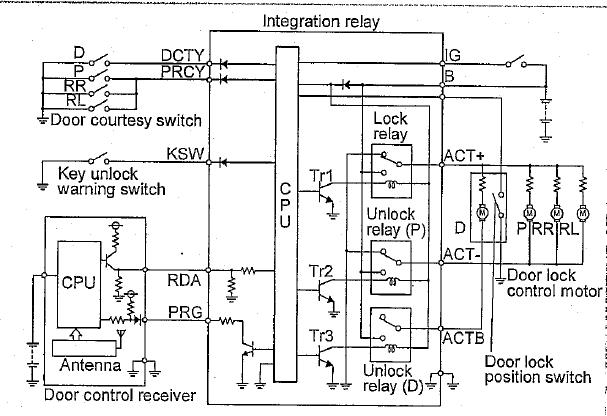 Integration relay
D
DCTY
IG
P
PRCY
B
RR
RL
Door courtesy switch
Lock
relay
KSW
ACT+
Key unlock
warning switch
Tr1
CPU
Unlock
relay (P)
D
M
M
M
M
P RR RL
ACT-
CPU
RDA
Tr2
Door lock
control motor
PRG
Tr3
ACTB
Antenna
Unlock
relay (D)
Door lock
position switch
Door control receiver